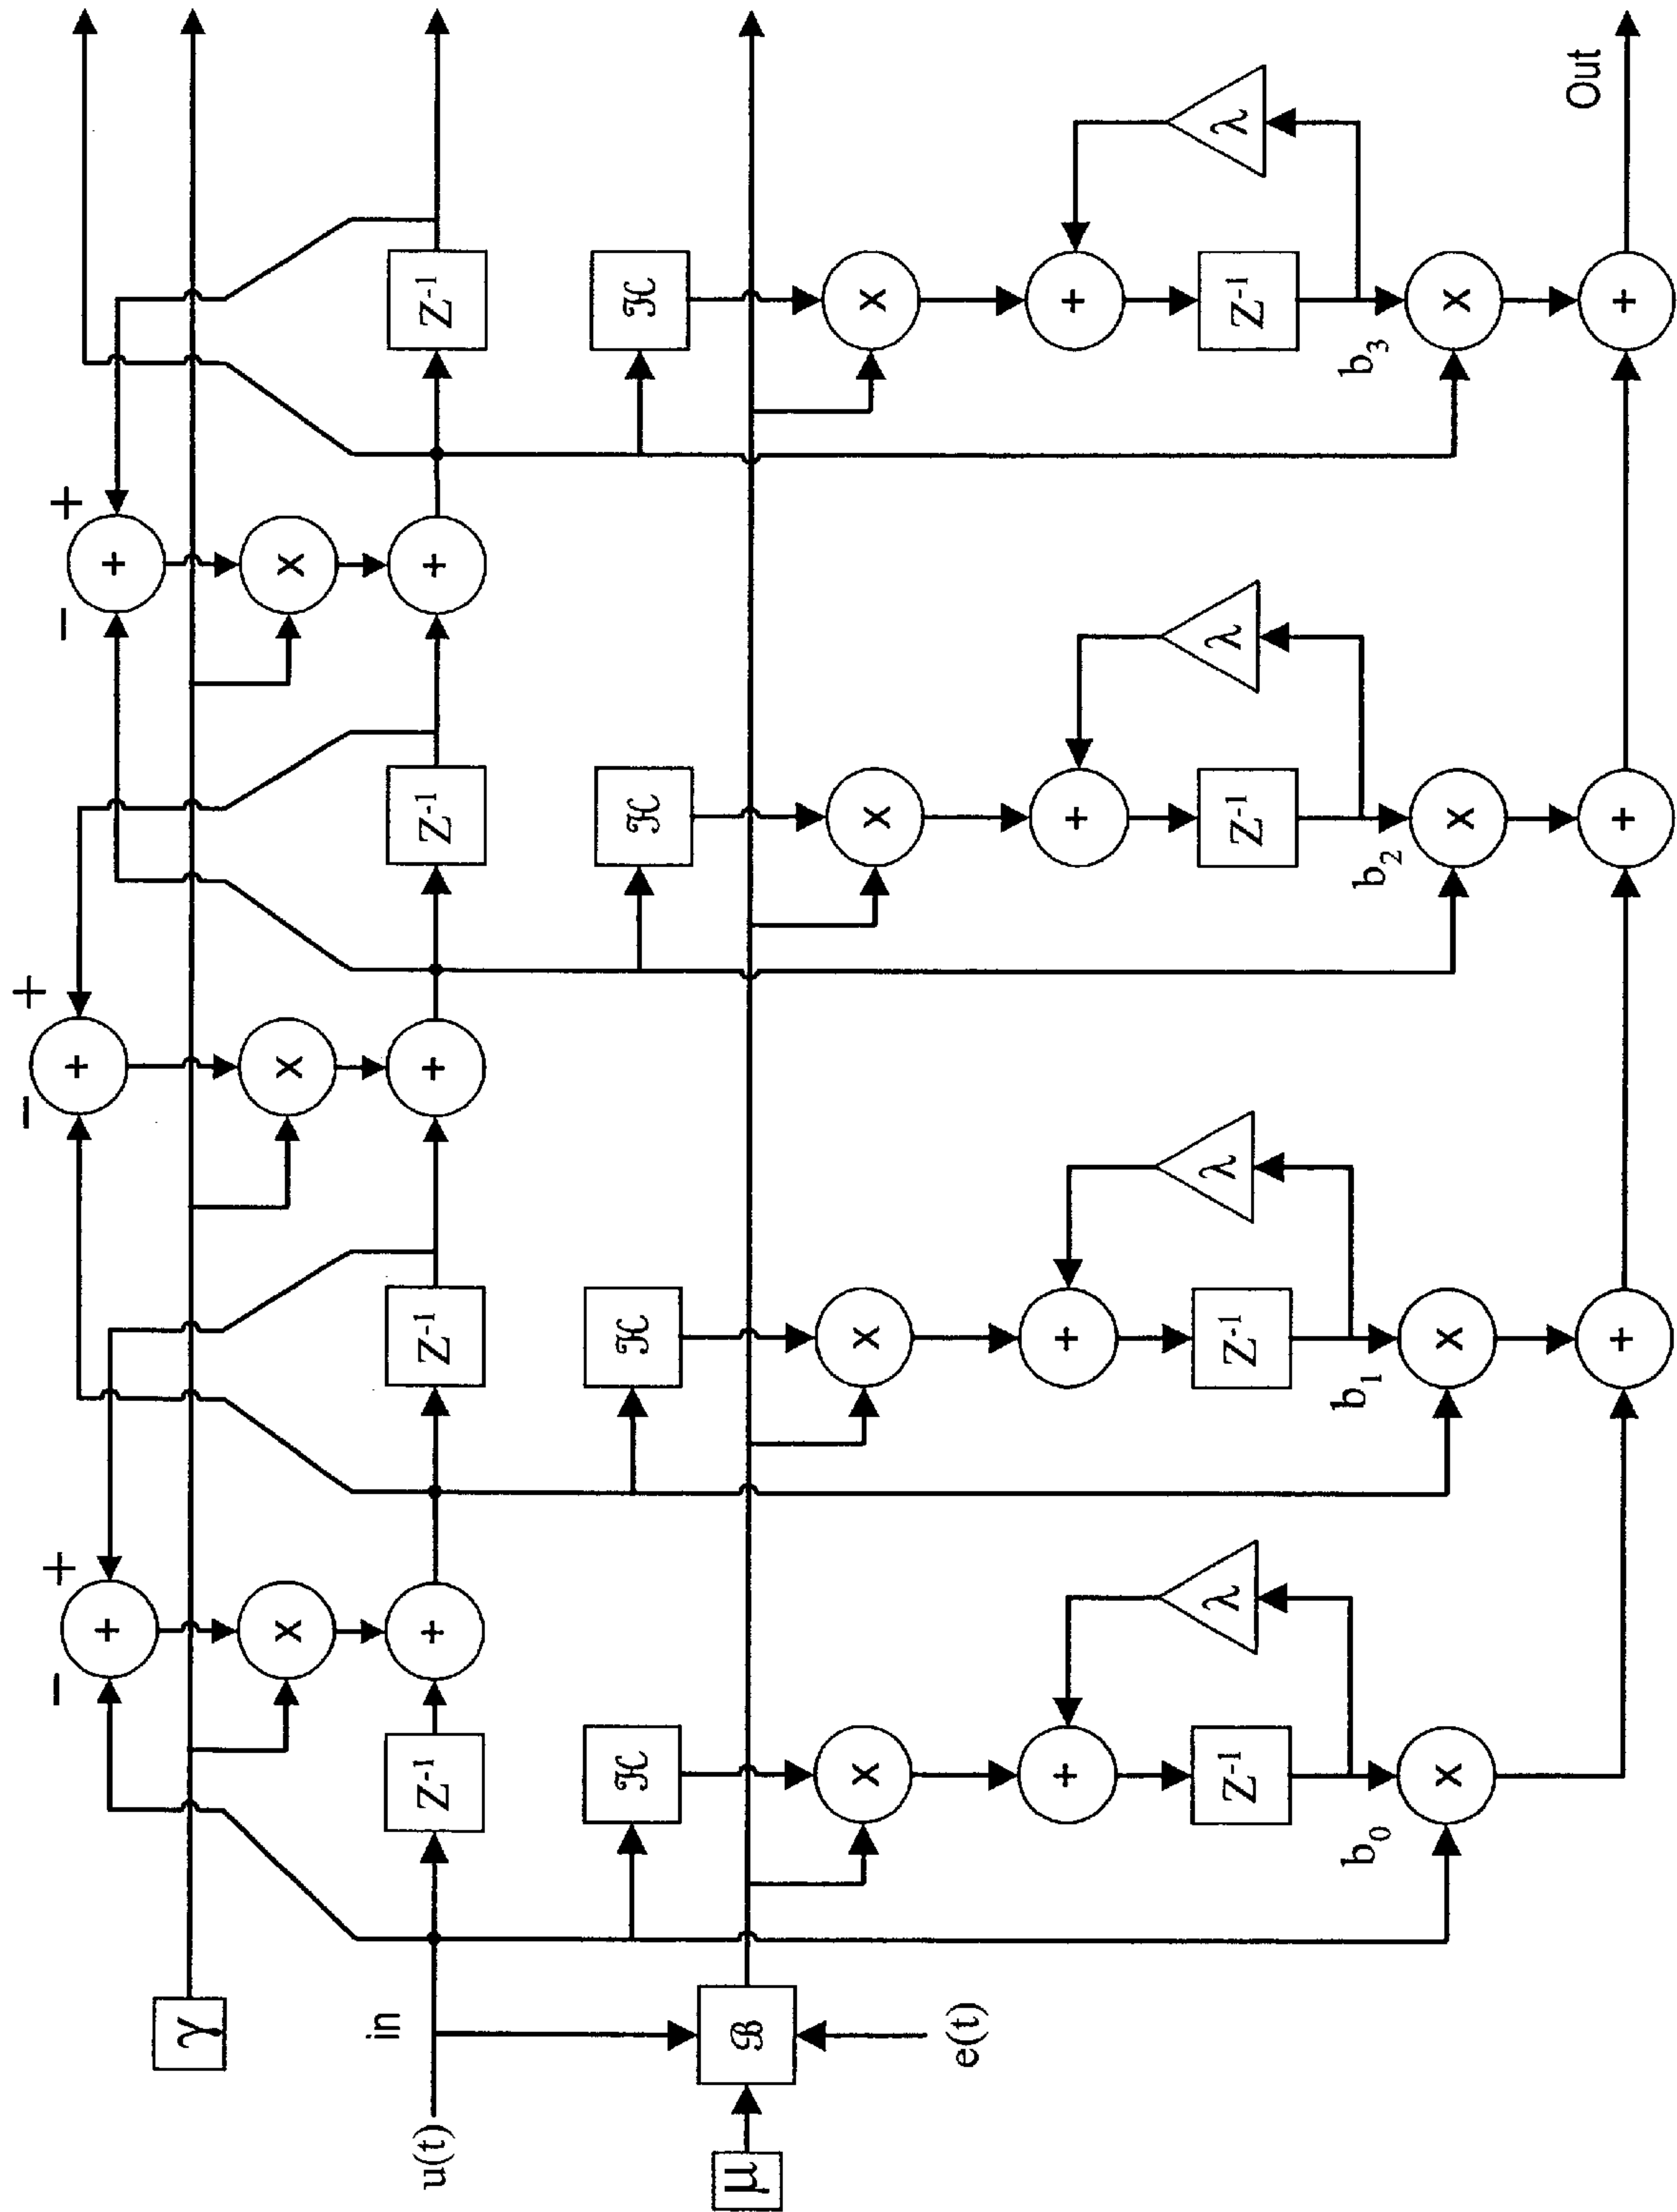 γ
− + − + − +
+ + +
x x x
u(t) in
Z⁻¹ + Z⁻¹ + Z⁻¹ + Z⁻¹
ℋ ℋ ℋ ℋ
μ ℬ
e(t)
x x x x
+ λ + λ + λ + λ
Z⁻¹ Z⁻¹ Z⁻¹ Z⁻¹
b₀ b₁ b₂ b₃
x x x x
Out
+ + +